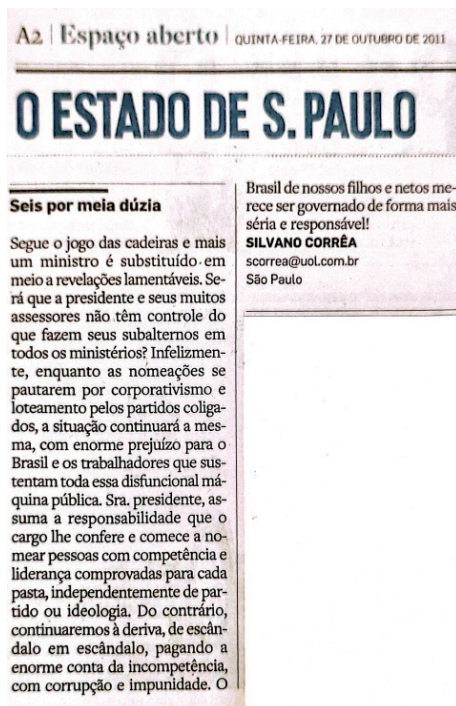 A2 | Espaço aberto | QUINTA-FEIRA, 27 DE OUTUBRO DE 2011
O ESTADO DE S. PAULO
Seis por meia dúzia
Segue o jogo das cadeiras e mais
um ministro é substituído em
meio a revelações lamentáveis. Se-
rá que a presidente e seus muitos
assessores não têm controle do
que fazem seus subalternos em
todos os ministérios? Infelizmen-
te, enquanto as nomeações se
pautarem por corporativismo e
loteamento pelos partidos coliga-
dos, a situação continuará a mes-
ma, com enorme prejuízo para o
Brasil e os trabalhadores que sus-
tentam toda essa disfuncional má-
quina pública. Sra. presidente, as-
suma a responsabilidade que o
cargo lhe confere e comece a no-
mear pessoas com competência e
liderança comprovadas para cada
pasta, independentemente de par-
tido ou ideologia. Do contrário,
continuaremos à deriva, de escân-
dalo em escândalo, pagando a
enorme conta da incompetência,
com corrupção e impunidade. O
Brasil de nossos filhos e netos me-
rece ser governado de forma mais
séria e responsável!
SILVANO CORRÊA
scorrea@uol.com.br
São Paulo